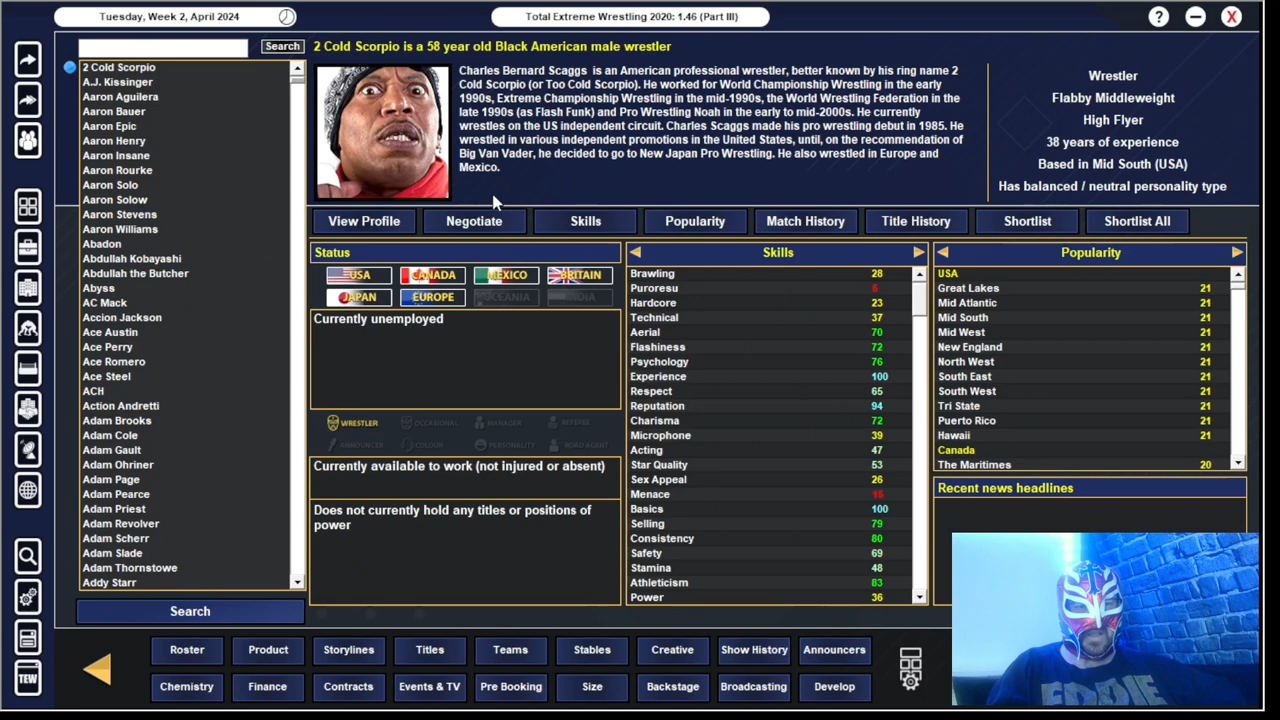 Tuesday, Week 2, April 2024
Total Extreme Wrestling 2020: 1.46 (Part III)
?
X
Search
2 Cold Scorpio is a 58 year old Black American male wrestler
2 Cold Scorpio
A.J. Kissinger
Aaron Aguilera
Aaron Bauer
Aaron Epic
Aaron Henry
Aaron Insane
Aaron Rourke
Aaron Solo
Aaron Solow
Aaron Stevens
Aaron Williams
Abadon
Abdullah Kobayashi
Abdullah the Butcher
Abyss
AC Mack
Accion Jackson
Ace Austin
Ace Perry
Ace Romero
Ace Steel
ACH
Action Andretti
Adam Brooks
Adam Cole
Adam Gault
Adam Ohriner
Adam Page
Adam Pearce
Adam Priest
Adam Revolver
Adam Scherr
Adam Slade
Adam Thornstowe
Addy Starr
Search
Charles Bernard Scaggs is an American professional wrestler, better known by his ring name 2
Cold Scorpio (or Too Cold Scorpio). He worked for World Championship Wrestling in the early
1990s, Extreme Championship Wrestling in the mid-1990s, the World Wrestling Federation in the
late 1990s (as Flash Funk) and Pro Wrestling Noah in the early to mid-2000s. He currently
wrestles on the US independent circuit. Charles Scaggs made his pro wrestling debut in 1985. He
wrestled in various independent promotions in the United States, until, on the recommendation of
Big Van Vader, he decided to go to New Japan Pro Wrestling. He also wrestled in Europe and
Mexico.
Wrestler
Flabby Middleweight
High Flyer
38 years of experience
Based in Mid South (USA)
Has balanced / neutral personality type
View Profile
Negotiate
Skills
Popularity
Match History
Title History
Shortlist
Shortlist All
Status
USA
CANADA
MEXICO
BRITAIN
JAPAN
EUROPE
OCEANIA
INDIA
Currently unemployed
WRESTLER
OCCASIONAL
MANAGER
REFEREE
ANNOUNCER
COLOUR
PERSONALITY
ROAD AGENT
Currently available to work (not injured or absent)
Does not currently hold any titles or positions of
power
Skills
Brawling 28
Puroresu 5
Hardcore 23
Technical 37
Aerial 70
Flashiness 72
Psychology 76
Experience 100
Respect 65
Reputation 94
Charisma 72
Microphone 39
Acting 47
Star Quality 53
Sex Appeal 26
Menace 15
Basics 100
Selling 79
Consistency 80
Safety 69
Stamina 48
Athleticism 83
Power 36
Popularity
USA
Great Lakes 21
Mid Atlantic 21
Mid South 21
Mid West 21
New England 21
North West 21
South East 21
South West 21
Tri State 21
Puerto Rico 21
Hawaii 21
Canada
The Maritimes 20
Recent news headlines
EDDIE
TEW
Roster
Product
Storylines
Titles
Teams
Stables
Creative
Show History
Announcers
Chemistry
Finance
Contracts
Events & TV
Pre Booking
Size
Backstage
Broadcasting
Develop